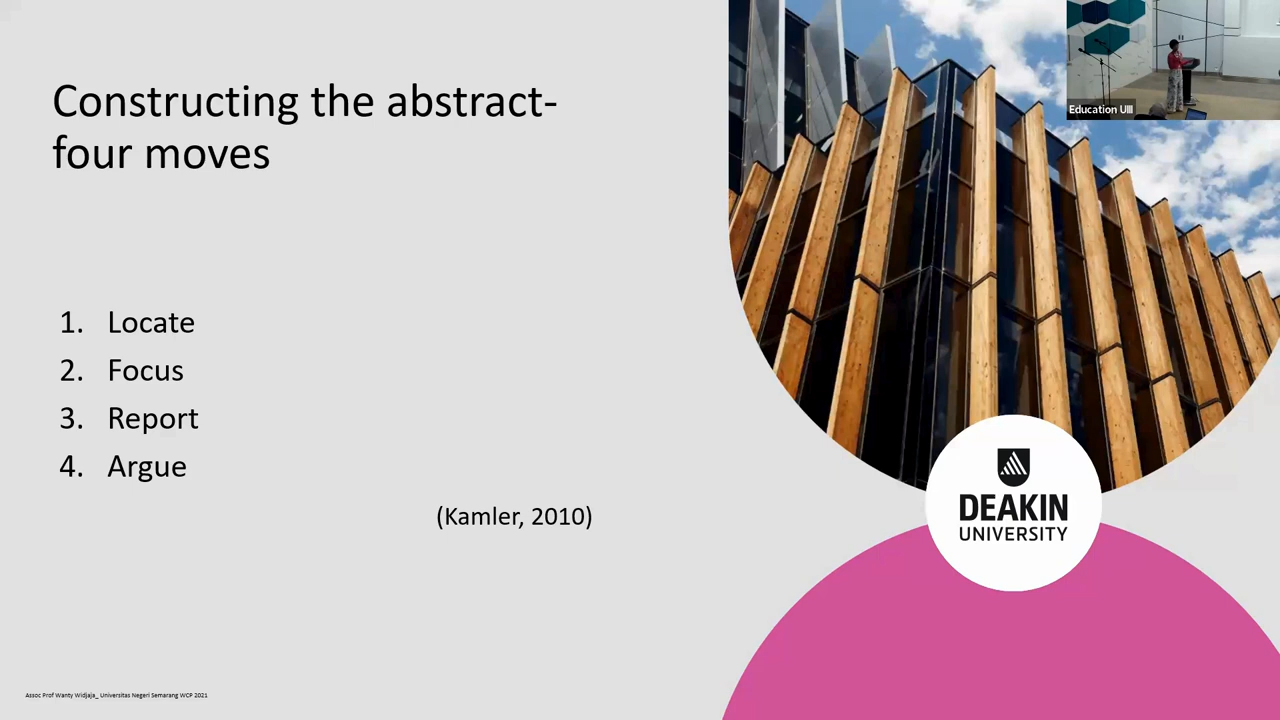 Constructing the abstract-
four moves
1. Locate
2. Focus
3. Report
4. Argue
(Kamler, 2010)
Education UIII
DEAKIN
UNIVERSITY
Assoc Prof Wanty Widjaja_ Universitas Negeri Semarang WCP 2021